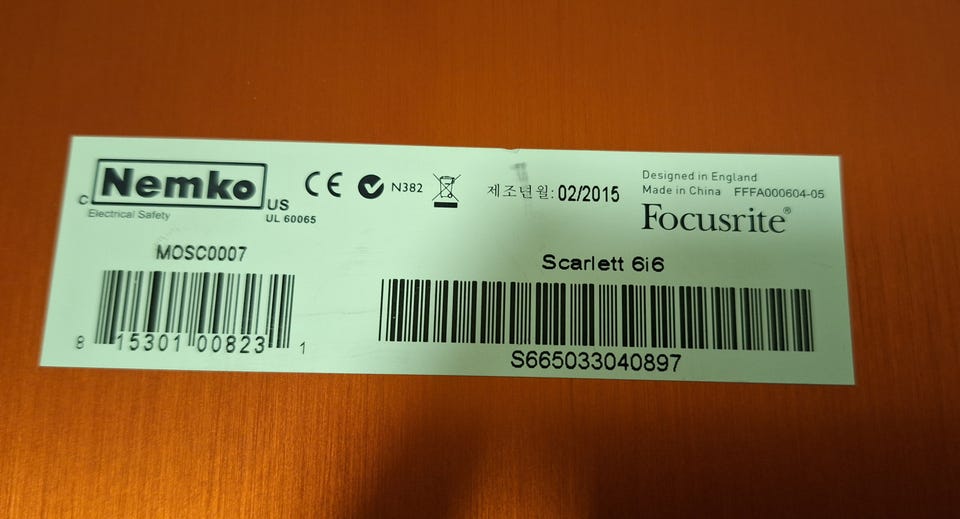 Nemko
C US
Electrical Safety
UL 60065
CE N382
제조년월: 02/2015
Designed in England
Made in China FFFA000604-05
Focusrite®
MOSC0007
8 15301 00823 1
Scarlett 6i6
S665033040897